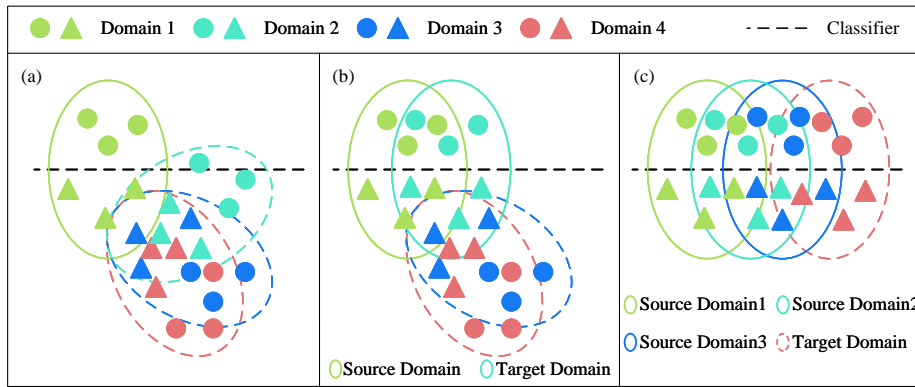 Domain 1 Domain 2 Domain 3 Domain 4 Classifier
(a) (b) (c)
Source Domain1 Source Domain2
Source Domain3 Target Domain
Source Domain Target Domain